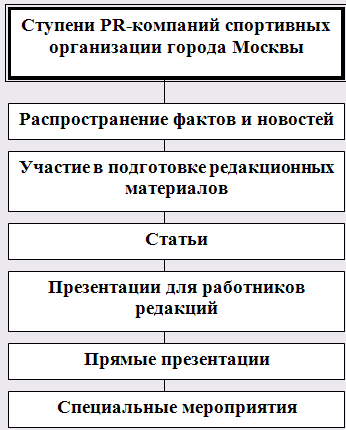 Ступени PR-компаний спортивных
организации города Москвы
Распространение фактов и новостей
Участие в подготовке редакционных
материалов
Статьи
Презентации для работников
редакций
Прямые презентации
Специальные мероприятия